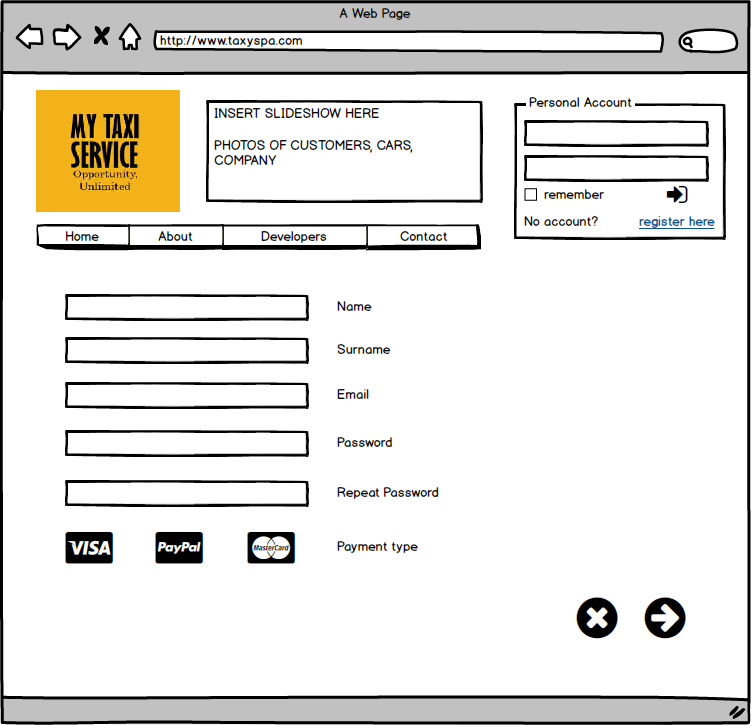 A Web Page
http://www.taxyspa.com
MY TAXI
SERVICE
Opportunity,
Unlimited
INSERT SLIDESHOW HERE
PHOTOS OF CUSTOMERS, CARS,
COMPANY
Personal Account
remember
No account? register here
Home About Developers Contact
Name
Surname
Email
Password
Repeat Password
VISA PayPal MasterCard Payment type